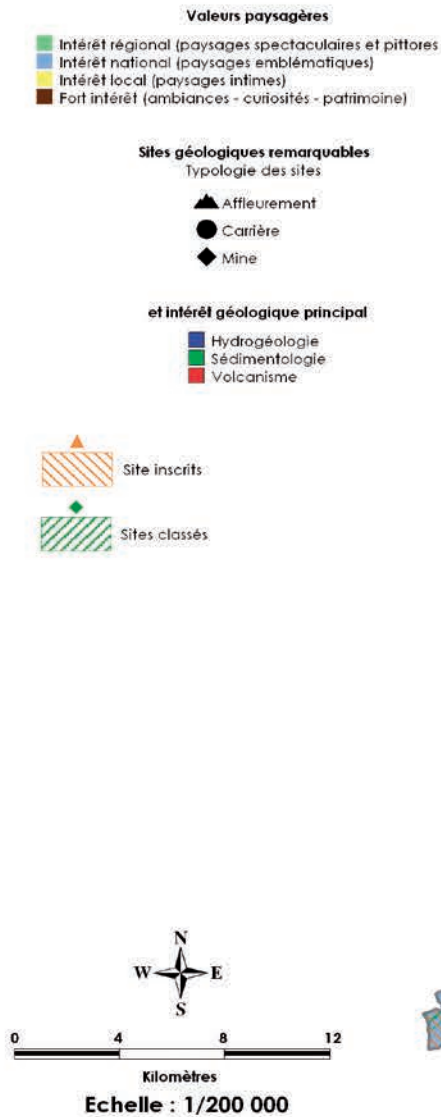 Valeurs paysagères
Intérêt régional (paysages spectaculaires et pittores
Intérêt national (paysages emblématiques)
Intérêt local (paysages intimes)
Fort intérêt (ambiances - curiosités - patrimoine)
Sites géologiques remarquables
Typologie des sites
Affleurement
Carrière
Mine
et intérêt géologique principal
Hydrogéologie
Sédimentologie
Volcanisme
Site inscrits
Sites classés
N
W E
S
0 4 8 12
Kilomètres
Echelle : 1/200 000